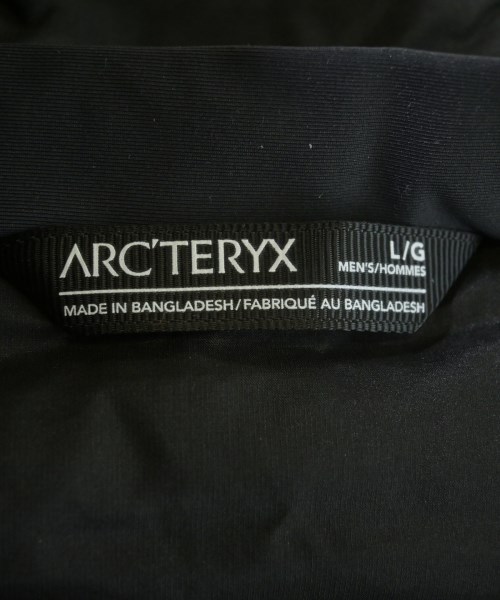 ARC'TERYX
L/G
MEN'S/HOMMES
MADE IN BANGLADESH/FABRIQUÉ AU BANGLADESH